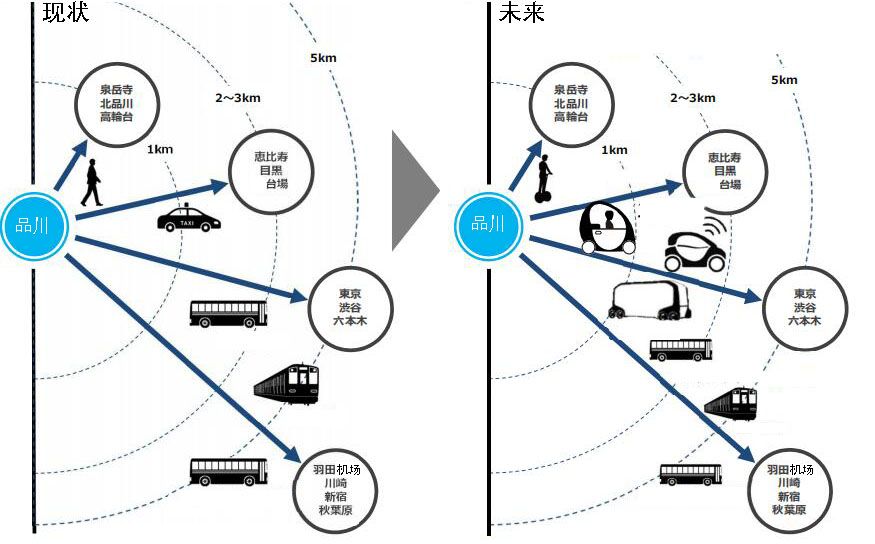 现状
5km
2～3km
1km
泉岳寺
北品川
高輪台
恵比寿
目黒
台場
品川
TAXI
東京
渋谷
六本木
羽田机场
川崎
新宿
秋葉原
未来
5km
2～3km
1km
泉岳寺
北品川
高輪台
恵比寿
目黒
台場
品川
東京
渋谷
六本木
羽田机场
川崎
新宿
秋葉原